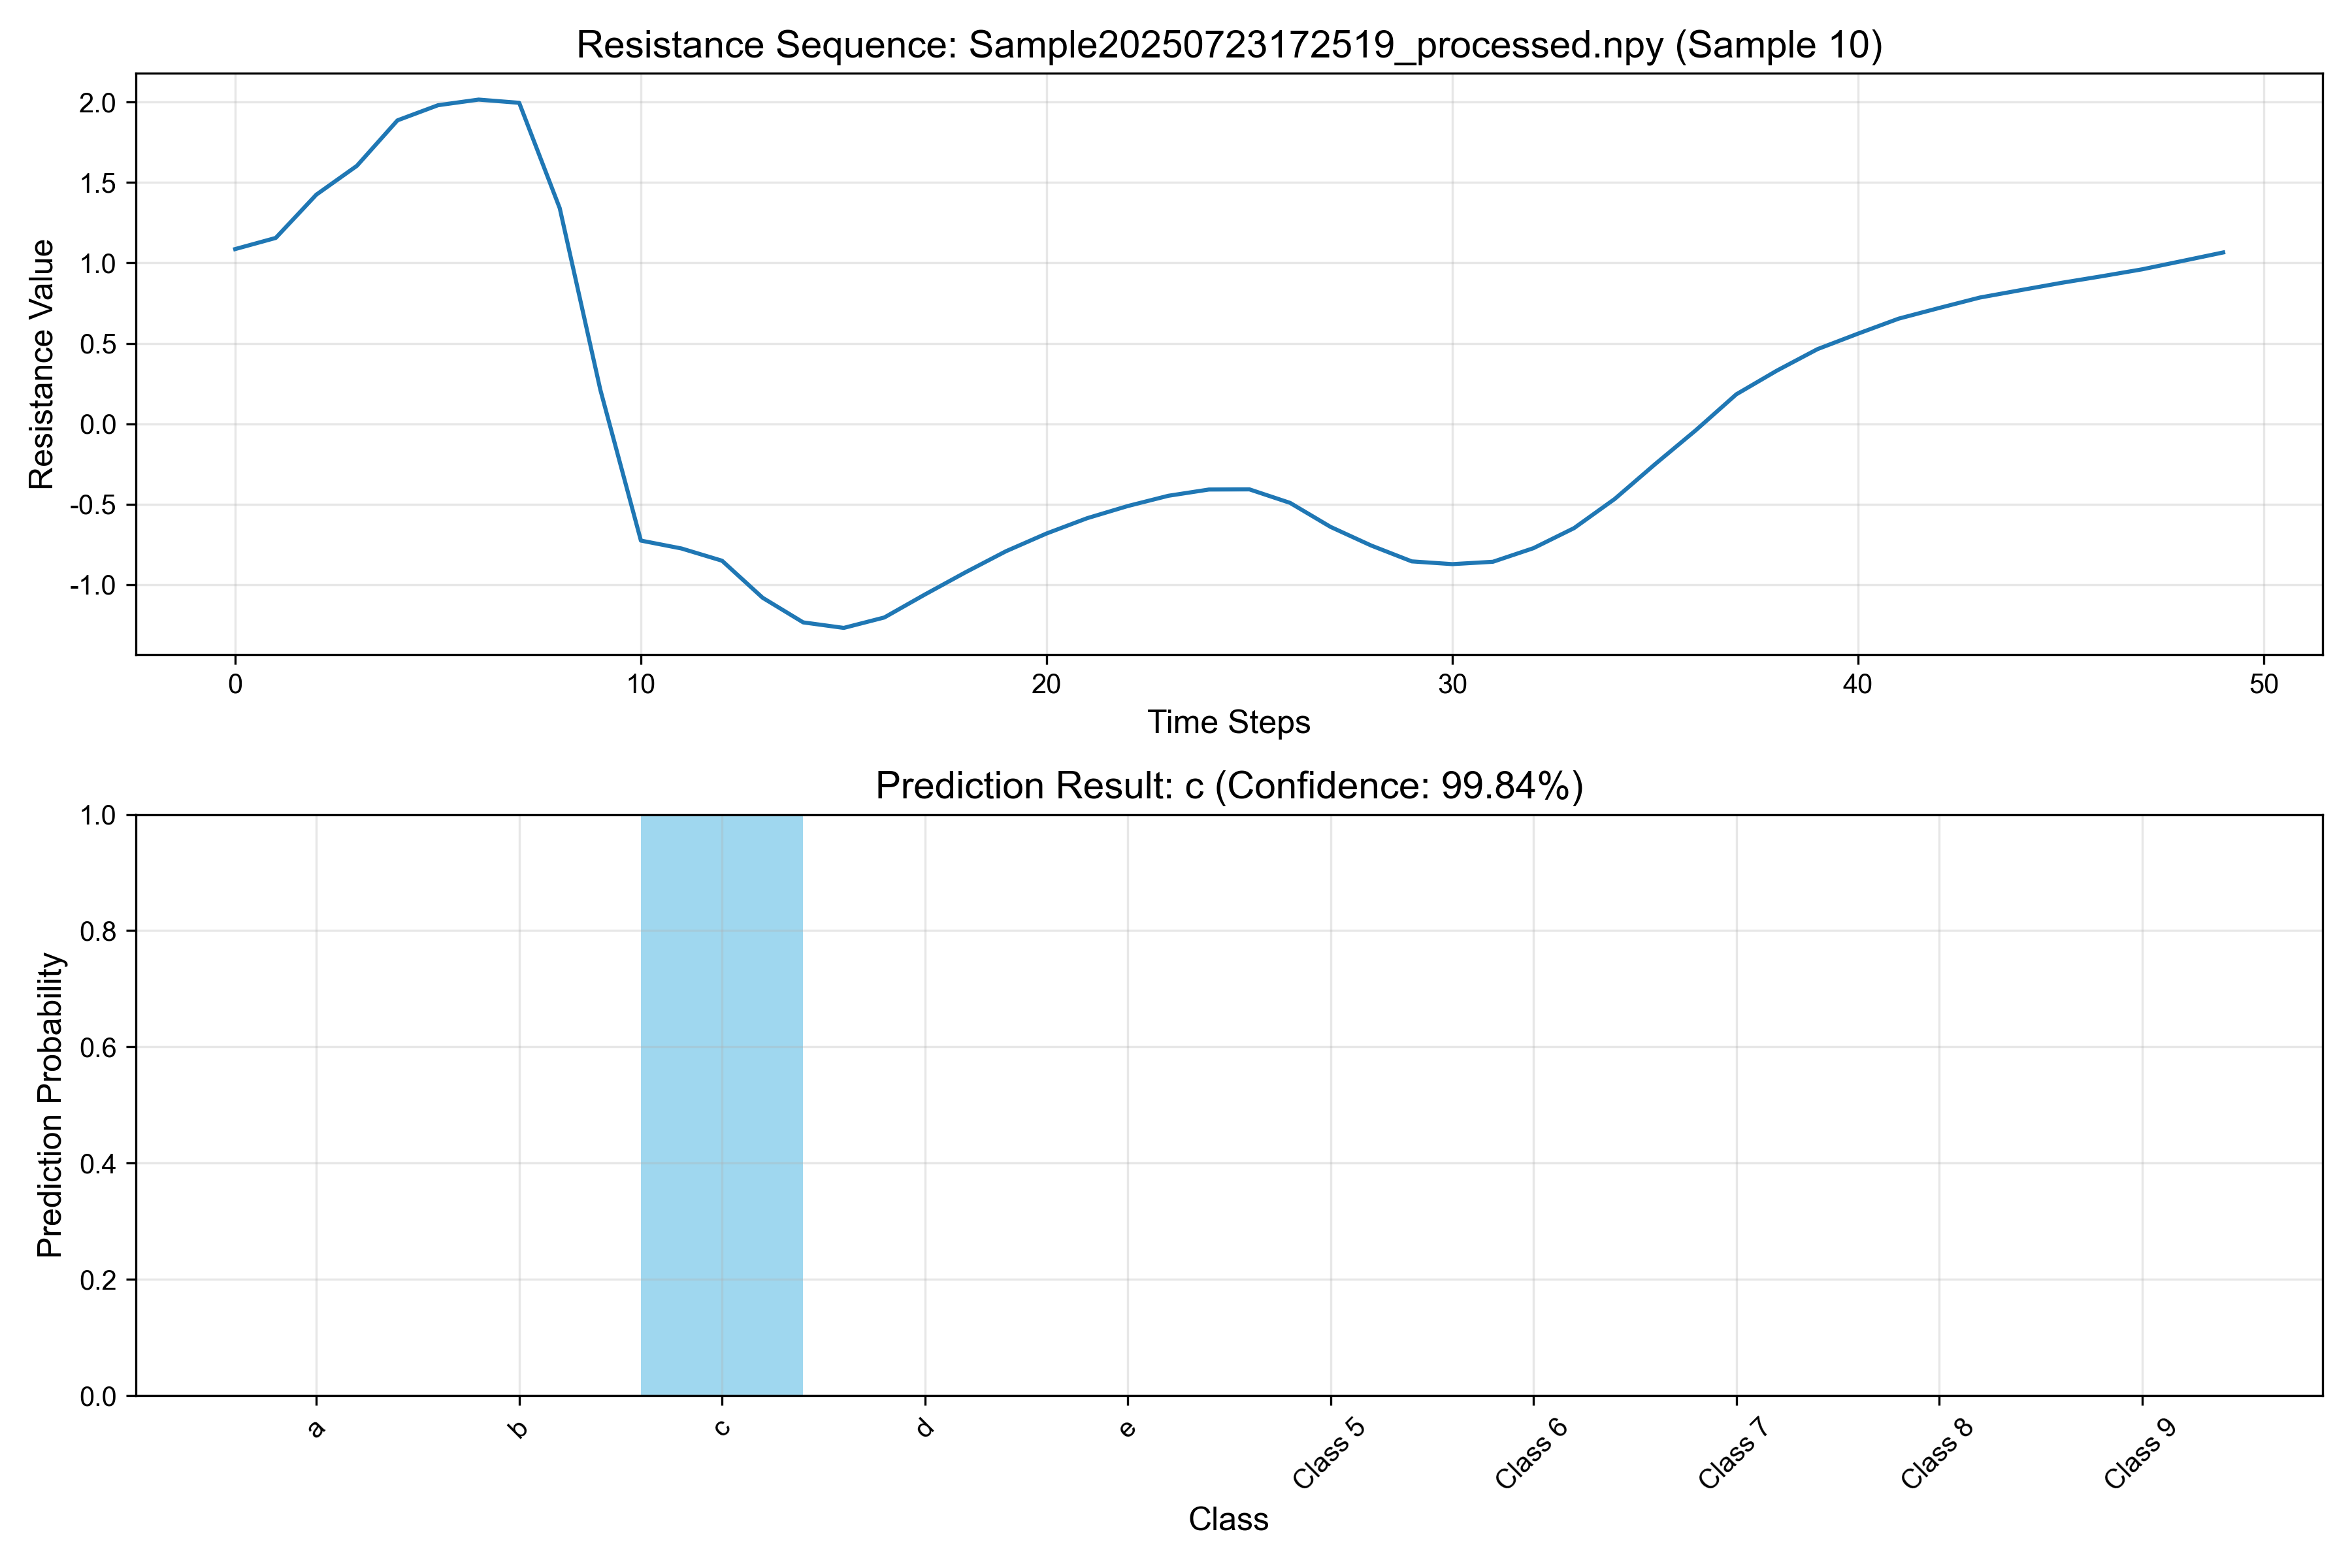 Resistance Sequence: Sample20250723172519_processed.npy (Sample 10)
Resistance Value
2.0
1.5
1.0
0.5
0.0
-0.5
-1.0
0 10 20 30 40 50
Time Steps
Prediction Result: c (Confidence: 99.84%)
Prediction Probability
1.0
0.8
0.6
0.4
0.2
0.0
a b c d e Class 5 Class 6 Class 7 Class 8 Class 9
Class